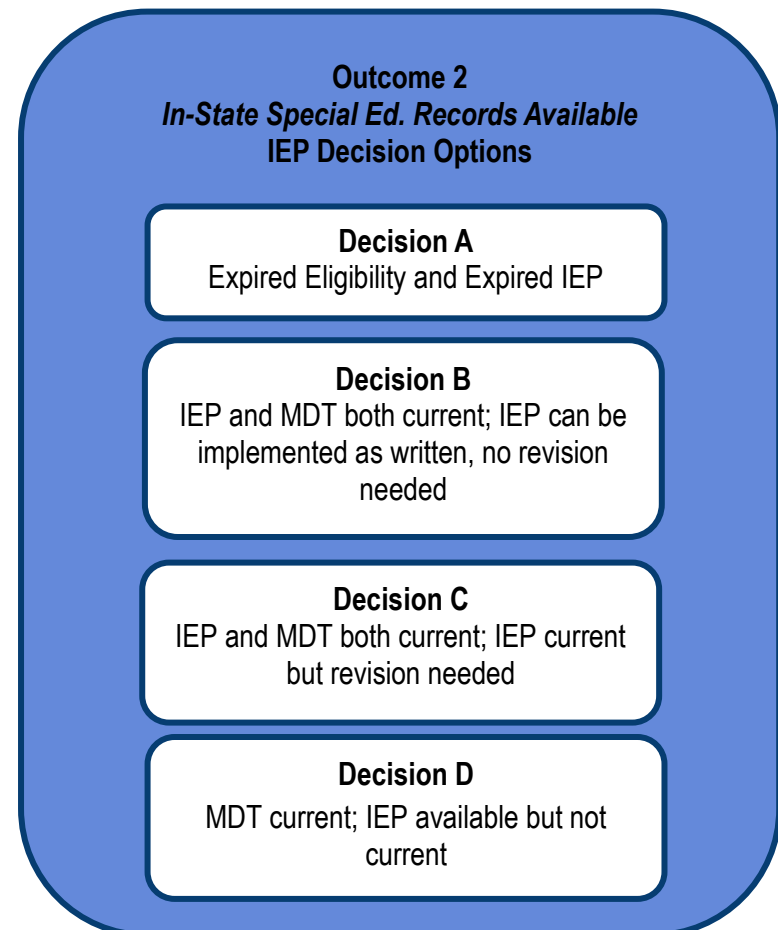 Outcome 2
In-State Special Ed. Records Available
IEP Decision Options
Decision A
Expired Eligibility and Expired IEP
Decision B
IEP and MDT both current; IEP can be
implemented as written, no revision
needed
Decision C
IEP and MDT both current; IEP current
but revision needed
Decision D
MDT current; IEP available but not
current